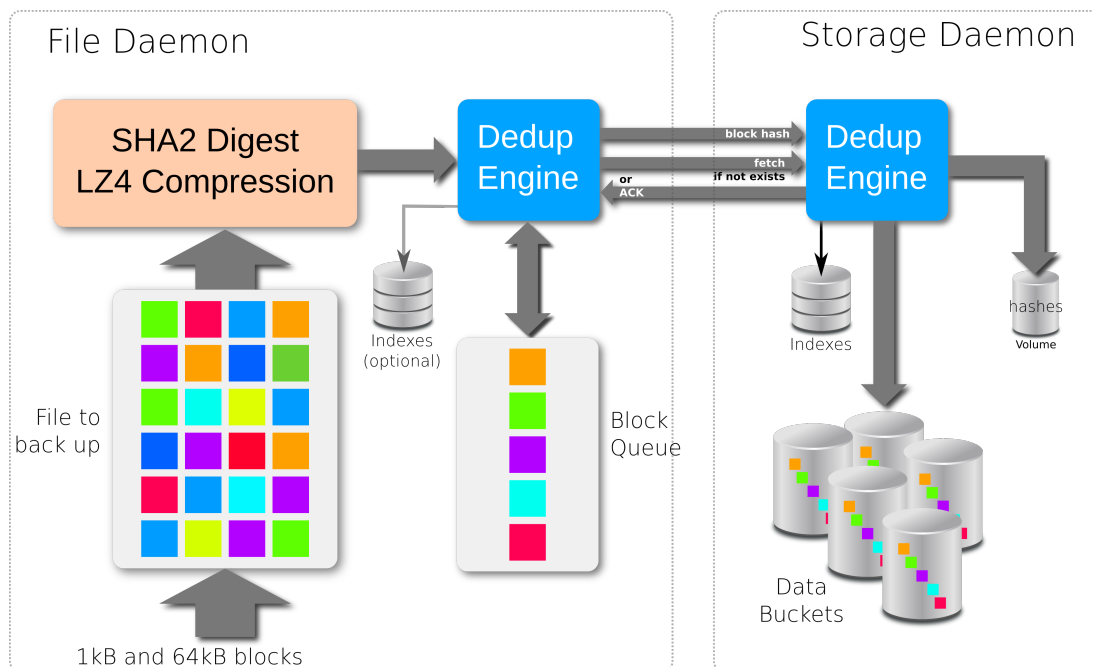 File Daemon
Storage Daemon
SHA2 Digest
LZ4 Compression
Dedup
Engine
block hash
fetch
if not exists
or
ACK
Dedup
Engine
Indexes
(optional)
Indexes
hashes
Volume
File to
back up
Block
Queue
Data
Buckets
1kB and 64kB blocks